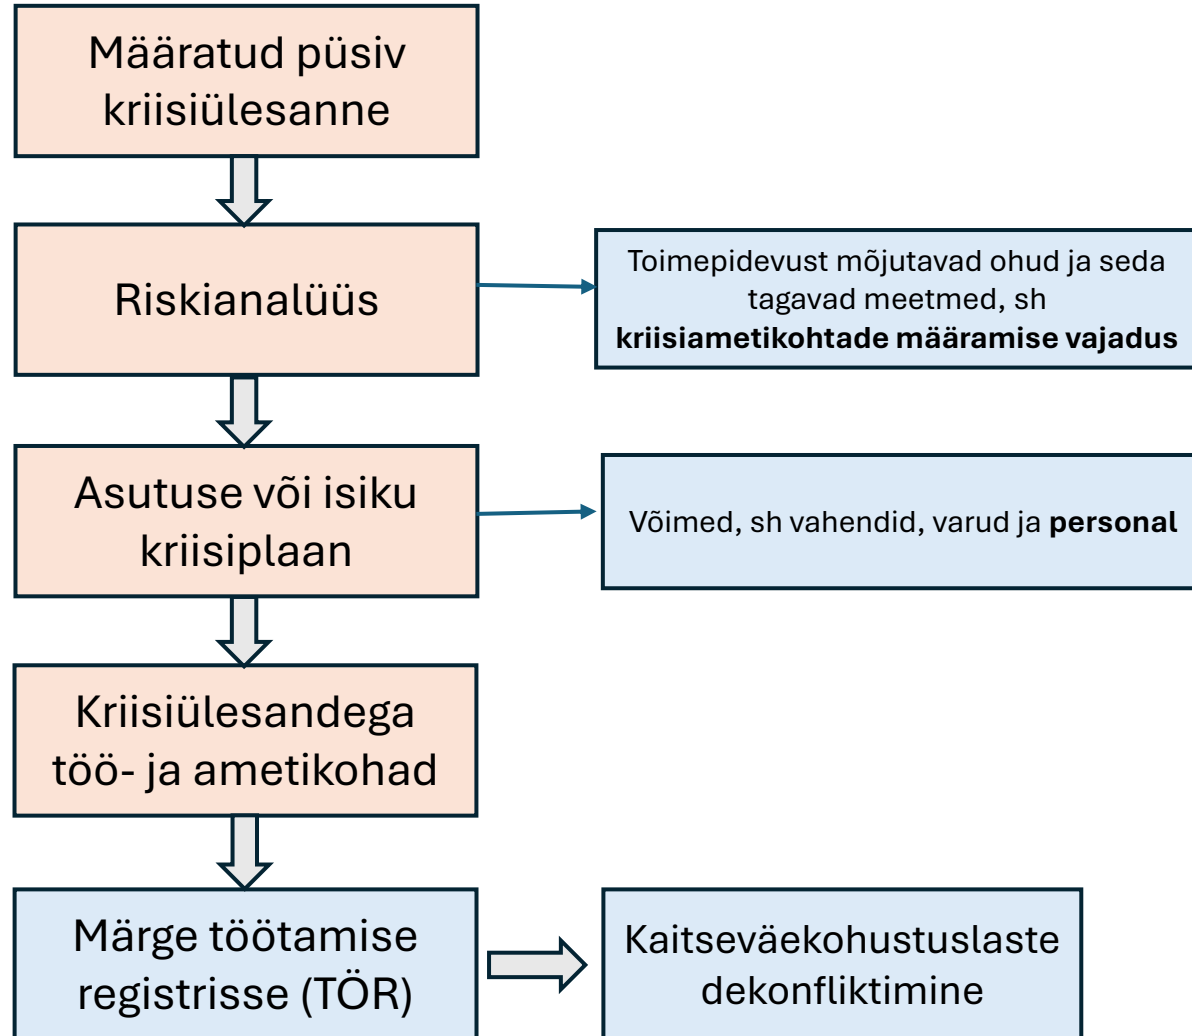 Määratud püsiv
kriisiülesanne
Riskianalüüs
Toimepidevust mõjutavad ohud ja seda
tagavad meetmed, sh
kriisiametikohtade määramise vajadus
Asutuse või isiku
kriisiplaan
Võimed, sh vahendid, varud ja personal
Kriisiülesandega
töö- ja ametikohad
Märge töötamise
registrisse (TÖR)
Kaitseväekohustuslaste
dekonfliktimine